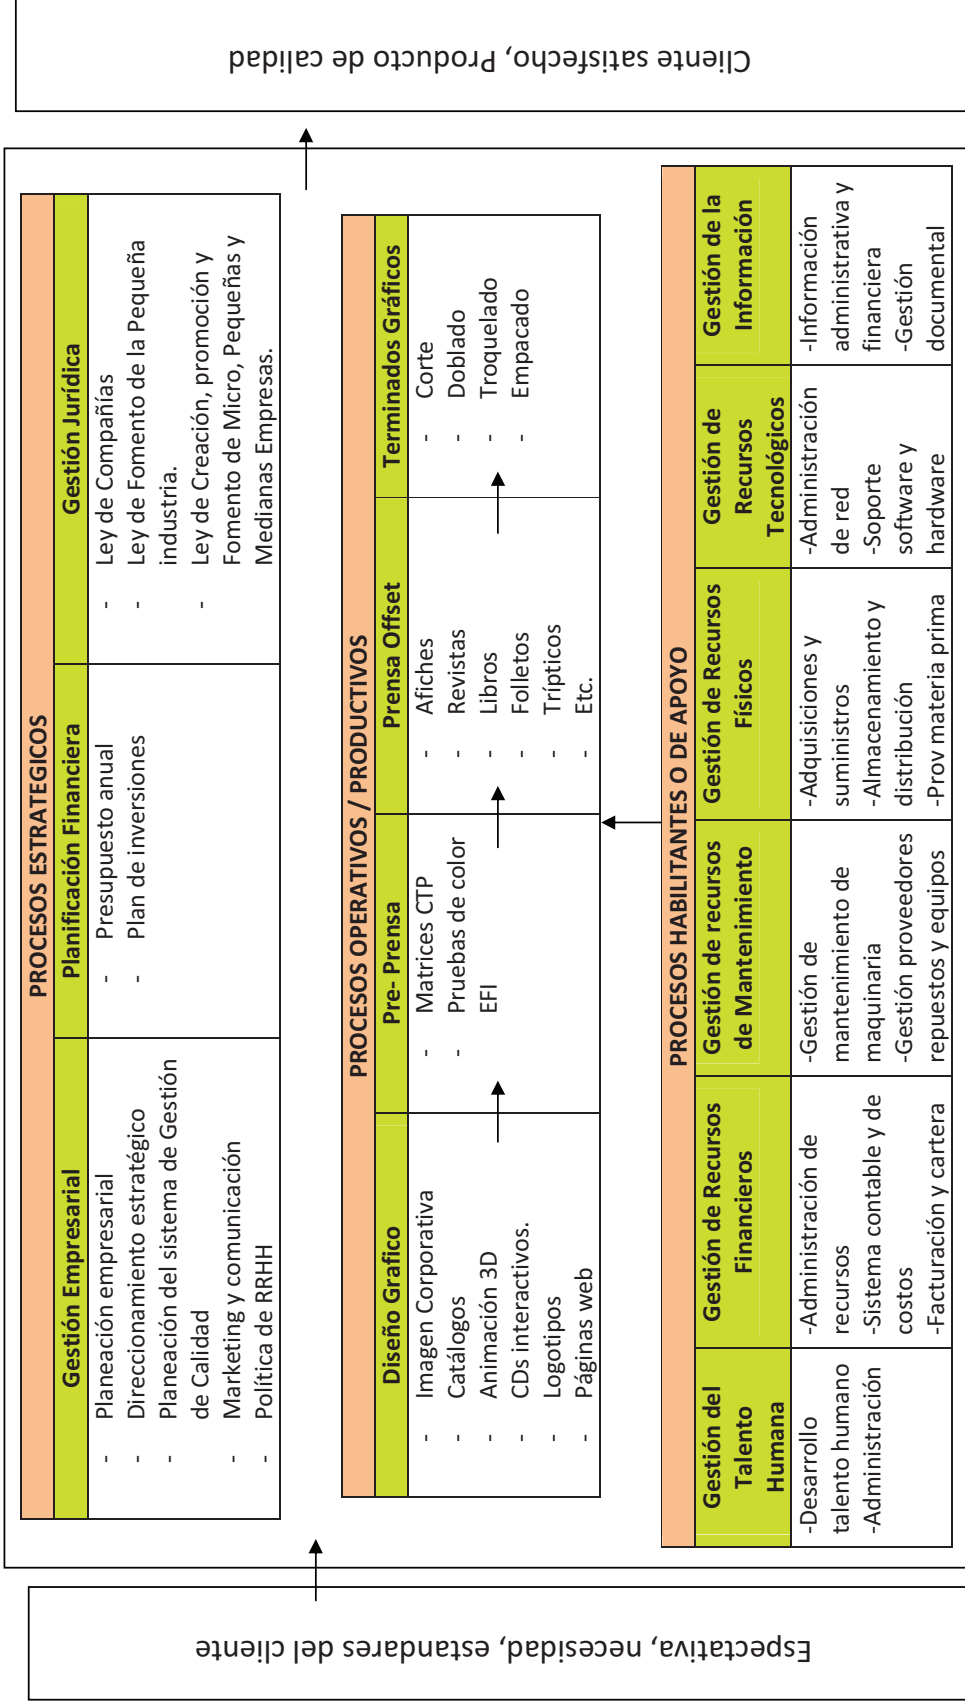 Espectativa, necesidad, estandares del cliente
PROCESOS ESTRATEGICOS
Gestión Empresarial
- Planeación empresarial
- Direccionamiento estratégico
- Planeación del sistema de Gestión
de Calidad
- Marketing y comunicación
- Política de RRHH
Planificación Financiera
- Presupuesto anual
- Plan de inversiones
Gestión Jurídica
- Ley de Compañías
- Ley de Fomento de la Pequeña
industria.
- Ley de Creación, promoción y
Fomento de Micro, Pequeñas y
Medianas Empresas.
PROCESOS OPERATIVOS / PRODUCTIVOS
Diseño Grafico
- Imagen Corporativa
- Catálogos
- Animación 3D
- CDs interactivos.
- Logotipos
- Páginas web
Pre- Prensa
- Matrices CTP
- Pruebas de color
EFI
Prensa Offset
- Afiches
- Revistas
- Libros
- Folletos
- Trípticos
- Etc.
Terminados Gráficos
- Corte
- Doblado
- Troquelado
- Empacado
PROCESOS HABILITANTES O DE APOYO
Gestión del
Talento
Humana
-Desarrollo
talento humano
-Administración
Gestión de Recursos
Financieros
-Administración de
recursos
-Sistema contable y de
costos
-Facturación y cartera
Gestión de recursos
de Mantenimiento
-Gestión de
mantenimiento de
maquinaria
-Gestión proveedores
repuestos y equipos
Gestión de Recursos
Físicos
-Adquisiciones y
suministros
-Almacenamiento y
distribución
-Prov materia prima
Gestión de
Recursos
Tecnológicos
-Administración
de red
-Soporte
software y
hardware
Gestión de la
Información
-Información
administrativa y
financiera
-Gestión
documental
Cliente satisfecho, Producto de calidad